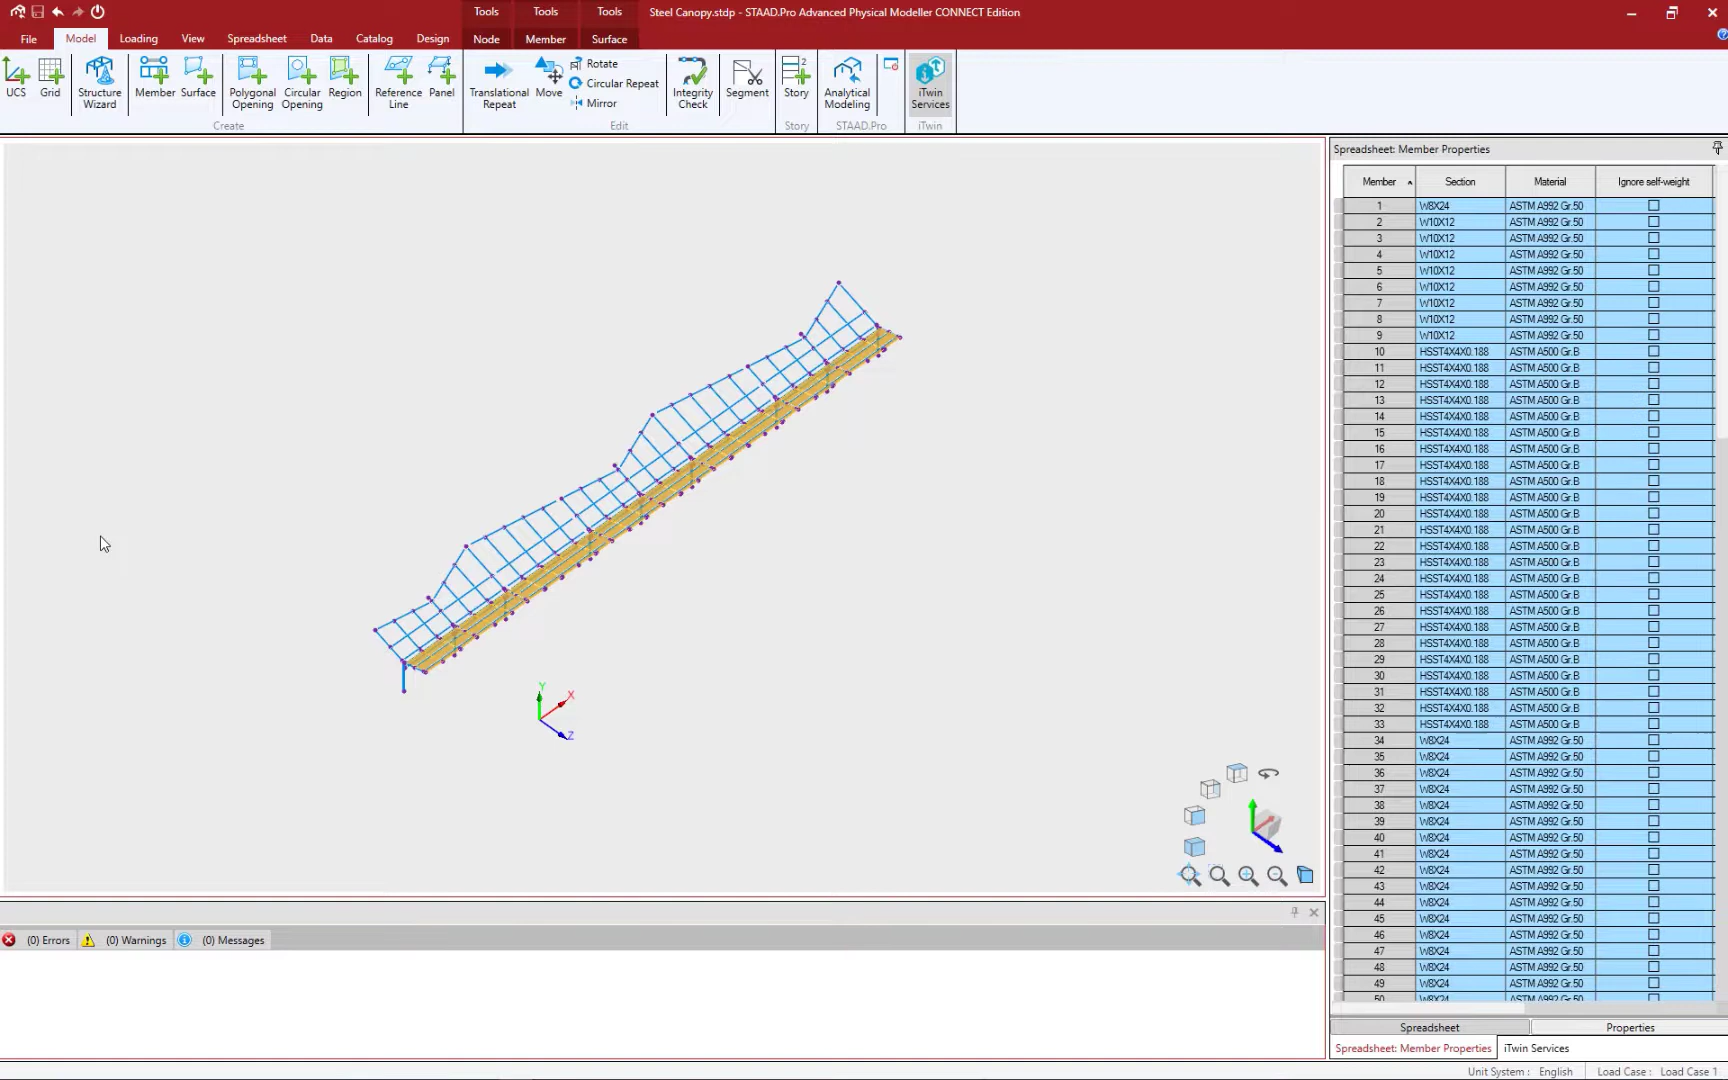 Tools Tools Tools Steel Canopy.stdp - STAAD.Pro Advanced Physical Modeller CONNECT Edition
File Model Loading View Spreadsheet Data Catalog Design Node Member Surface
UCS Grid Structure Wizard Member Surface Polygonal Opening Circular Opening Region Reference Line Panel Translational Repeat Move Rotate Circular Repeat Mirror Integrity Check Segment 2 Story Analytical Modeling iTwin Services
Create Edit Story STAAD.Pro iTwin
Spreadsheet: Member Properties
Member Section Material Ignore self-weight
1 W8X24 ASTM A992 Gr.50
2 W10X12 ASTM A992 Gr.50
3 W10X12 ASTM A992 Gr.50
4 W10X12 ASTM A992 Gr.50
5 W10X12 ASTM A992 Gr.50
6 W10X12 ASTM A992 Gr.50
7 W10X12 ASTM A992 Gr.50
8 W10X12 ASTM A992 Gr.50
9 W10X12 ASTM A992 Gr.50
10 HSST4X4X0.188 ASTM A500 Gr.B
11 HSST4X4X0.188 ASTM A500 Gr.B
12 HSST4X4X0.188 ASTM A500 Gr.B
13 HSST4X4X0.188 ASTM A500 Gr.B
14 HSST4X4X0.188 ASTM A500 Gr.B
15 HSST4X4X0.188 ASTM A500 Gr.B
16 HSST4X4X0.188 ASTM A500 Gr.B
17 HSST4X4X0.188 ASTM A500 Gr.B
18 HSST4X4X0.188 ASTM A500 Gr.B
19 HSST4X4X0.188 ASTM A500 Gr.B
20 HSST4X4X0.188 ASTM A500 Gr.B
21 HSST4X4X0.188 ASTM A500 Gr.B
22 HSST4X4X0.188 ASTM A500 Gr.B
23 HSST4X4X0.188 ASTM A500 Gr.B
24 HSST4X4X0.188 ASTM A500 Gr.B
25 HSST4X4X0.188 ASTM A500 Gr.B
26 HSST4X4X0.188 ASTM A500 Gr.B
27 HSST4X4X0.188 ASTM A500 Gr.B
28 HSST4X4X0.188 ASTM A500 Gr.B
29 HSST4X4X0.188 ASTM A500 Gr.B
30 HSST4X4X0.188 ASTM A500 Gr.B
31 HSST4X4X0.188 ASTM A500 Gr.B
32 HSST4X4X0.188 ASTM A500 Gr.B
33 HSST4X4X0.188 ASTM A500 Gr.B
34 W8X24 ASTM A992 Gr.50
35 W8X24 ASTM A992 Gr.50
36 W8X24 ASTM A992 Gr.50
37 W8X24 ASTM A992 Gr.50
38 W8X24 ASTM A992 Gr.50
39 W8X24 ASTM A992 Gr.50
40 W8X24 ASTM A992 Gr.50
41 W8X24 ASTM A992 Gr.50
42 W8X24 ASTM A992 Gr.50
43 W8X24 ASTM A992 Gr.50
44 W8X24 ASTM A992 Gr.50
45 W8X24 ASTM A992 Gr.50
46 W8X24 ASTM A992 Gr.50
47 W8X24 ASTM A992 Gr.50
48 W8X24 ASTM A992 Gr.50
49 W8X24 ASTM A992 Gr.50
50 W8X24 ASTM A992 Gr.50
Y X
Z
(0) Errors (0) Warnings (0) Messages
Spreadsheet Properties
Spreadsheet: Member Properties iTwin Services
Unit System : English Load Case : Load Case 1